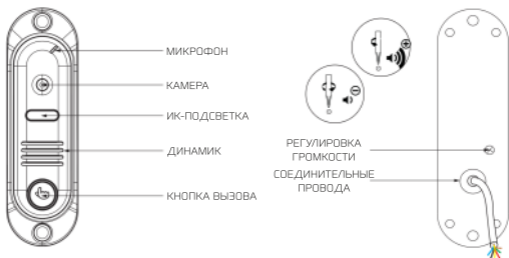 МИКРОФОН
КАМЕРА
ИК-ПОДСВЕТКА
ДИНАМИК
КНОПКА ВЫЗОВА
РЕГУЛИРОВКА
ГРОМКОСТИ
СОЕДИНИТЕЛЬНЫЕ
ПРОВОДА